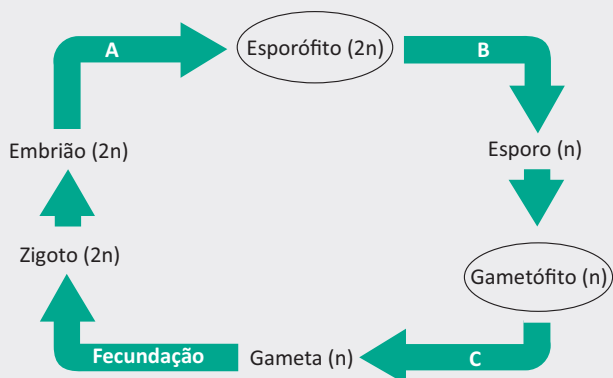 A
Esporófito (2n)
B
Embrião (2n)
Esporo (n)
Zigoto (2n)
Gametófito (n)
Fecundação
Gameta (n)
C